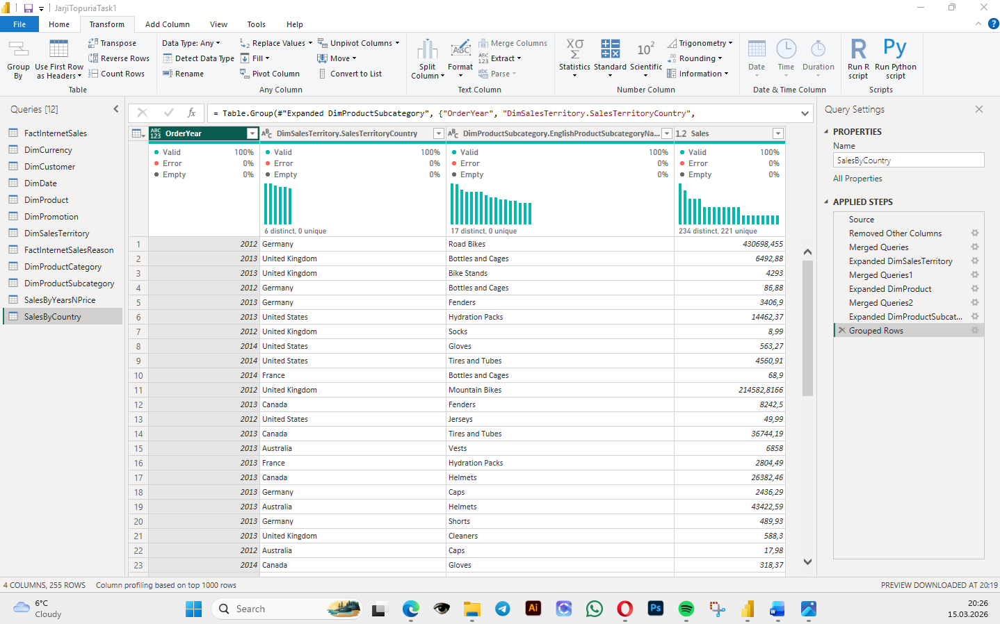 JarjiTopuriaTask1
File Home Transform Add Column View Tools Help
Group By
Use First Row as Headers
Transpose
Reverse Rows
Count Rows
Table
Data Type: Any
Detect Data Type
Rename
Replace Values
Fill
Pivot Column
Unpivot Columns
Move
Convert to List
Any Column
Split Column
Format
Merge Columns
Extract
Parse
Text Column
Statistics
Standard
Scientific
Trigonometry
Rounding
Information
Number Column
Date
Time
Duration
Date & Time Column
Run R script
Run Python script
Scripts
Queries [12]
FactInternetSales
DimCurrency
DimCustomer
DimDate
DimProduct
DimPromotion
DimSalesTerritory
FactInternetSalesReason
DimProductCategory
DimProductSubcategory
SalesByYearsNPrice
SalesByCountry
fx = Table.Group(#"Expanded DimProductSubcategory", {"OrderYear", "DimSalesTerritory.SalesTerritoryCountry",
ABC 123 OrderYear ABC DimSalesTerritory.SalesTerritoryCountry ABC DimProductSubcategory.EnglishProductSubcategoryNa... 1.2 Sales
Valid 100% Valid 100% Valid 100% Valid 100%
Error 0% Error 0% Error 0% Error 0%
Empty 0% Empty 0% Empty 0% Empty 0%
6 distinct, 0 unique 17 distinct, 0 unique 234 distinct, 221 unique
1 2012 Germany Road Bikes 430698,455
2 2013 United Kingdom Bottles and Cages 6492,88
3 2013 United Kingdom Bike Stands 4293
4 2012 Germany Bottles and Cages 86,88
5 2013 Germany Fenders 3406,9
6 2013 United States Hydration Packs 14462,37
7 2012 United Kingdom Socks 8,99
8 2014 United States Gloves 563,27
9 2014 United States Tires and Tubes 4560,91
10 2014 France Bottles and Cages 68,9
11 2012 United Kingdom Mountain Bikes 214582,8166
12 2013 Canada Fenders 8242,5
13 2012 United States Jerseys 49,99
14 2013 Canada Tires and Tubes 36744,19
15 2013 Australia Vests 6858
16 2013 France Hydration Packs 2804,49
17 2013 Canada Helmets 26382,46
18 2013 Germany Caps 2436,29
19 2013 Australia Helmets 43422,59
20 2013 Germany Shorts 489,93
21 2013 United Kingdom Cleaners 588,3
22 2012 Australia Caps 17,98
23 2014 Canada Gloves 318,37
Query Settings
PROPERTIES
Name
SalesByCountry
All Properties
APPLIED STEPS
Source
Removed Other Columns
Merged Queries
Expanded DimSalesTerritory
Merged Queries1
Expanded DimProduct
Merged Queries2
Expanded DimProductSubcat...
Grouped Rows
4 COLUMNS, 255 ROWS Column profiling based on top 1000 rows PREVIEW DOWNLOADED AT 20:19
6°C
Cloudy
Search
Ai
Ps
20:26
15.03.2026